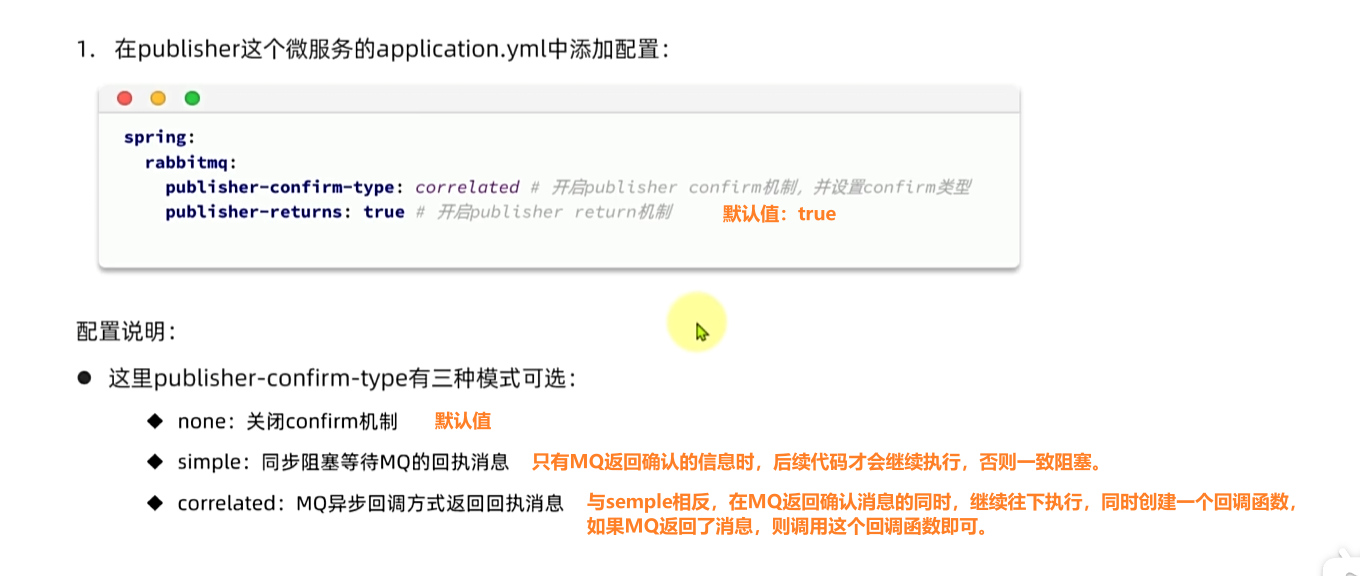 1. 在publisher这个微服务的application.yml中添加配置：
spring:
rabbitmq:
publisher-confirm-type: correlated # 开启publisher confirm机制，并设置confirm类型
publisher-returns: true # 开启publisher return机制 默认值：true
配置说明：
● 这里publisher-confirm-type有三种模式可选：
◆ none：关闭confirm机制 默认值
◆ simple：同步阻塞等待MQ的回执消息 只有MQ返回确认的信息时，后续代码才会继续执行，否则一致阻塞。
◆ correlated：MQ异步回调方式返回回执消息 与semple相反，在MQ返回确认消息的同时，继续往下执行，同时创建一个回调函数，
如果MQ返回了消息，则调用这个回调函数即可。